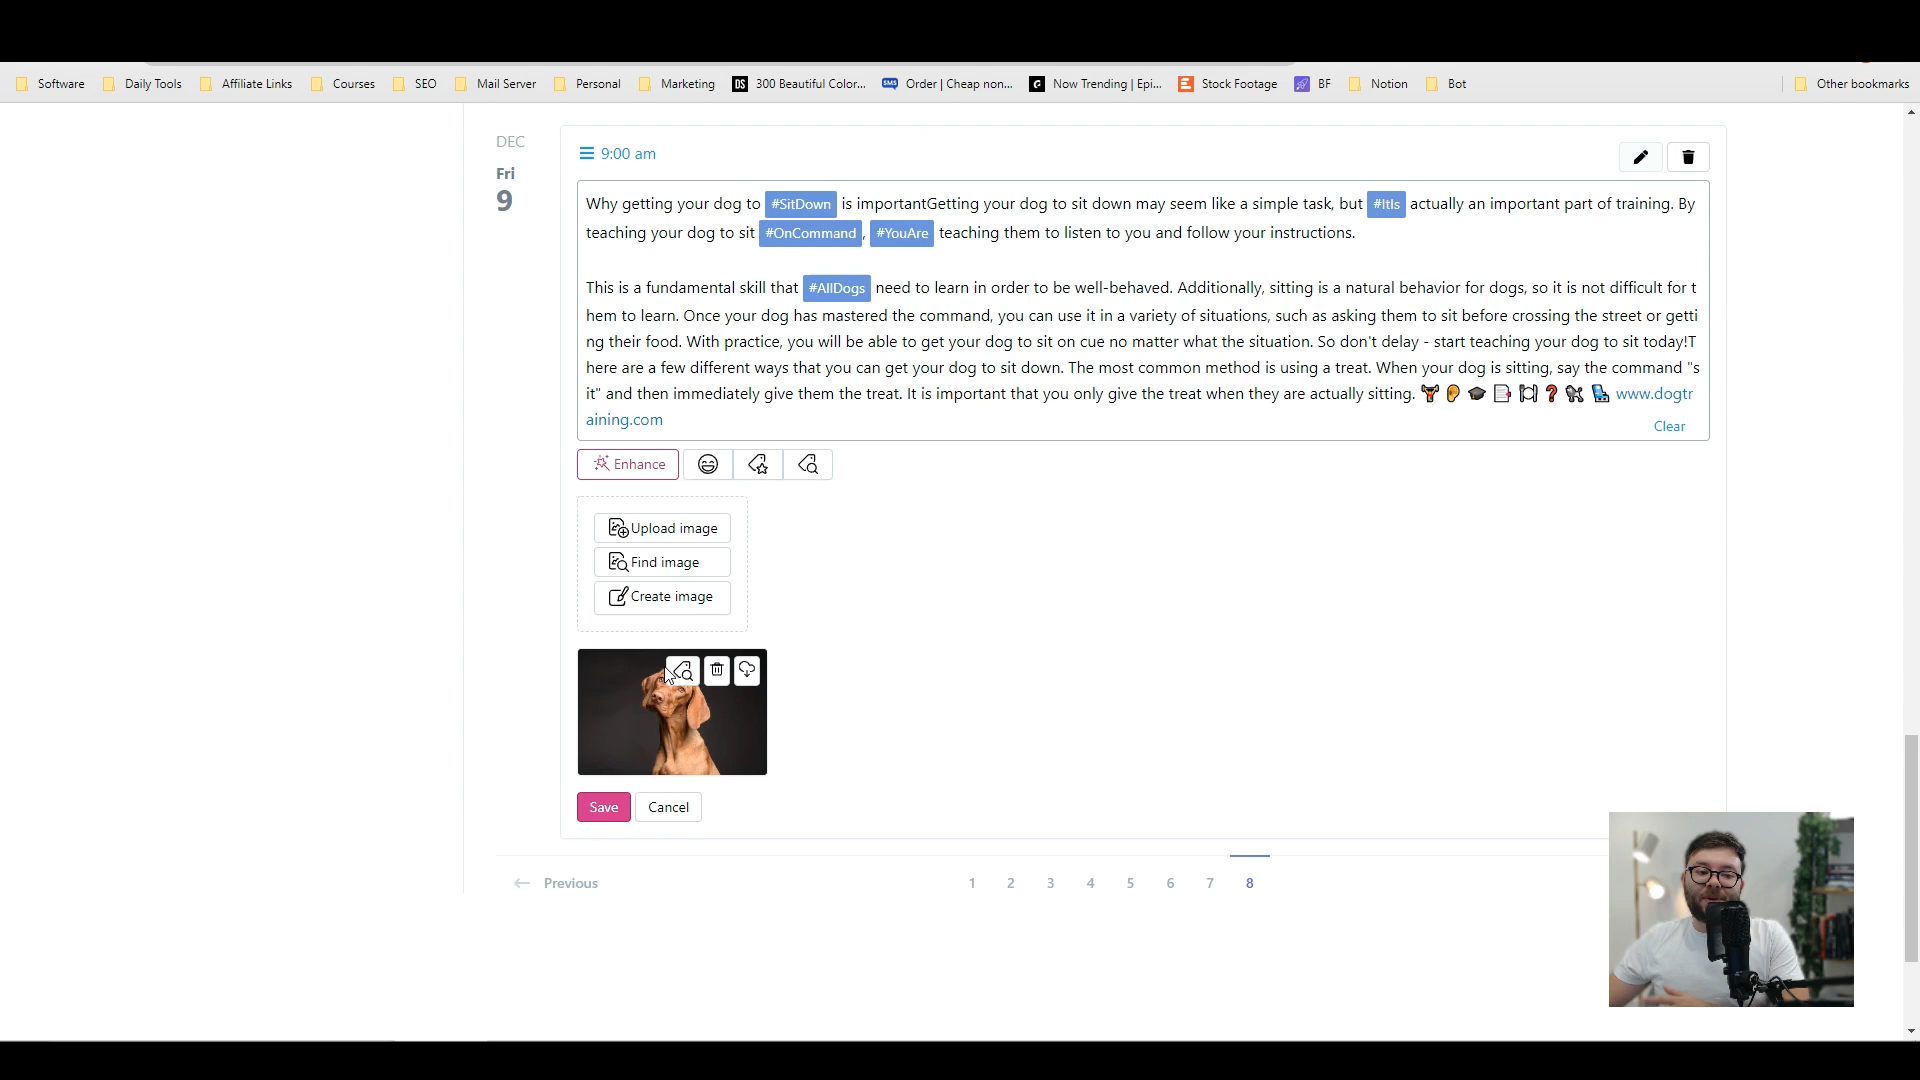 Software Daily Tools Affiliate Links Courses SEO Mail Server Personal Marketing DS 300 Beautiful Color... SMS Order | Cheap non... Now Trending | Epi... Stock Footage BF Notion Bot Other bookmarks
DEC
Fri
9
9:00 am
Why getting your dog to #SitDown is importantGetting your dog to sit down may seem like a simple task, but #ItIs actually an important part of training. By
teaching your dog to sit #OnCommand , #YouAre teaching them to listen to you and follow your instructions.
This is a fundamental skill that #AllDogs need to learn in order to be well-behaved. Additionally, sitting is a natural behavior for dogs, so it is not difficult for t
hem to learn. Once your dog has mastered the command, you can use it in a variety of situations, such as asking them to sit before crossing the street or getti
ng their food. With practice, you will be able to get your dog to sit on cue no matter what the situation. So don't delay - start teaching your dog to sit today!T
here are a few different ways that you can get your dog to sit down. The most common method is using a treat. When your dog is sitting, say the command "s
it" and then immediately give them the treat. It is important that you only give the treat when they are actually sitting. 🏋️ 👂 🎓 📑 🍽 ❓ 🐩 📲 www.dogtr
aining.com
Clear
Enhance
Upload image
Find image
Create image
Save Cancel
← Previous 1 2 3 4 5 6 7 8